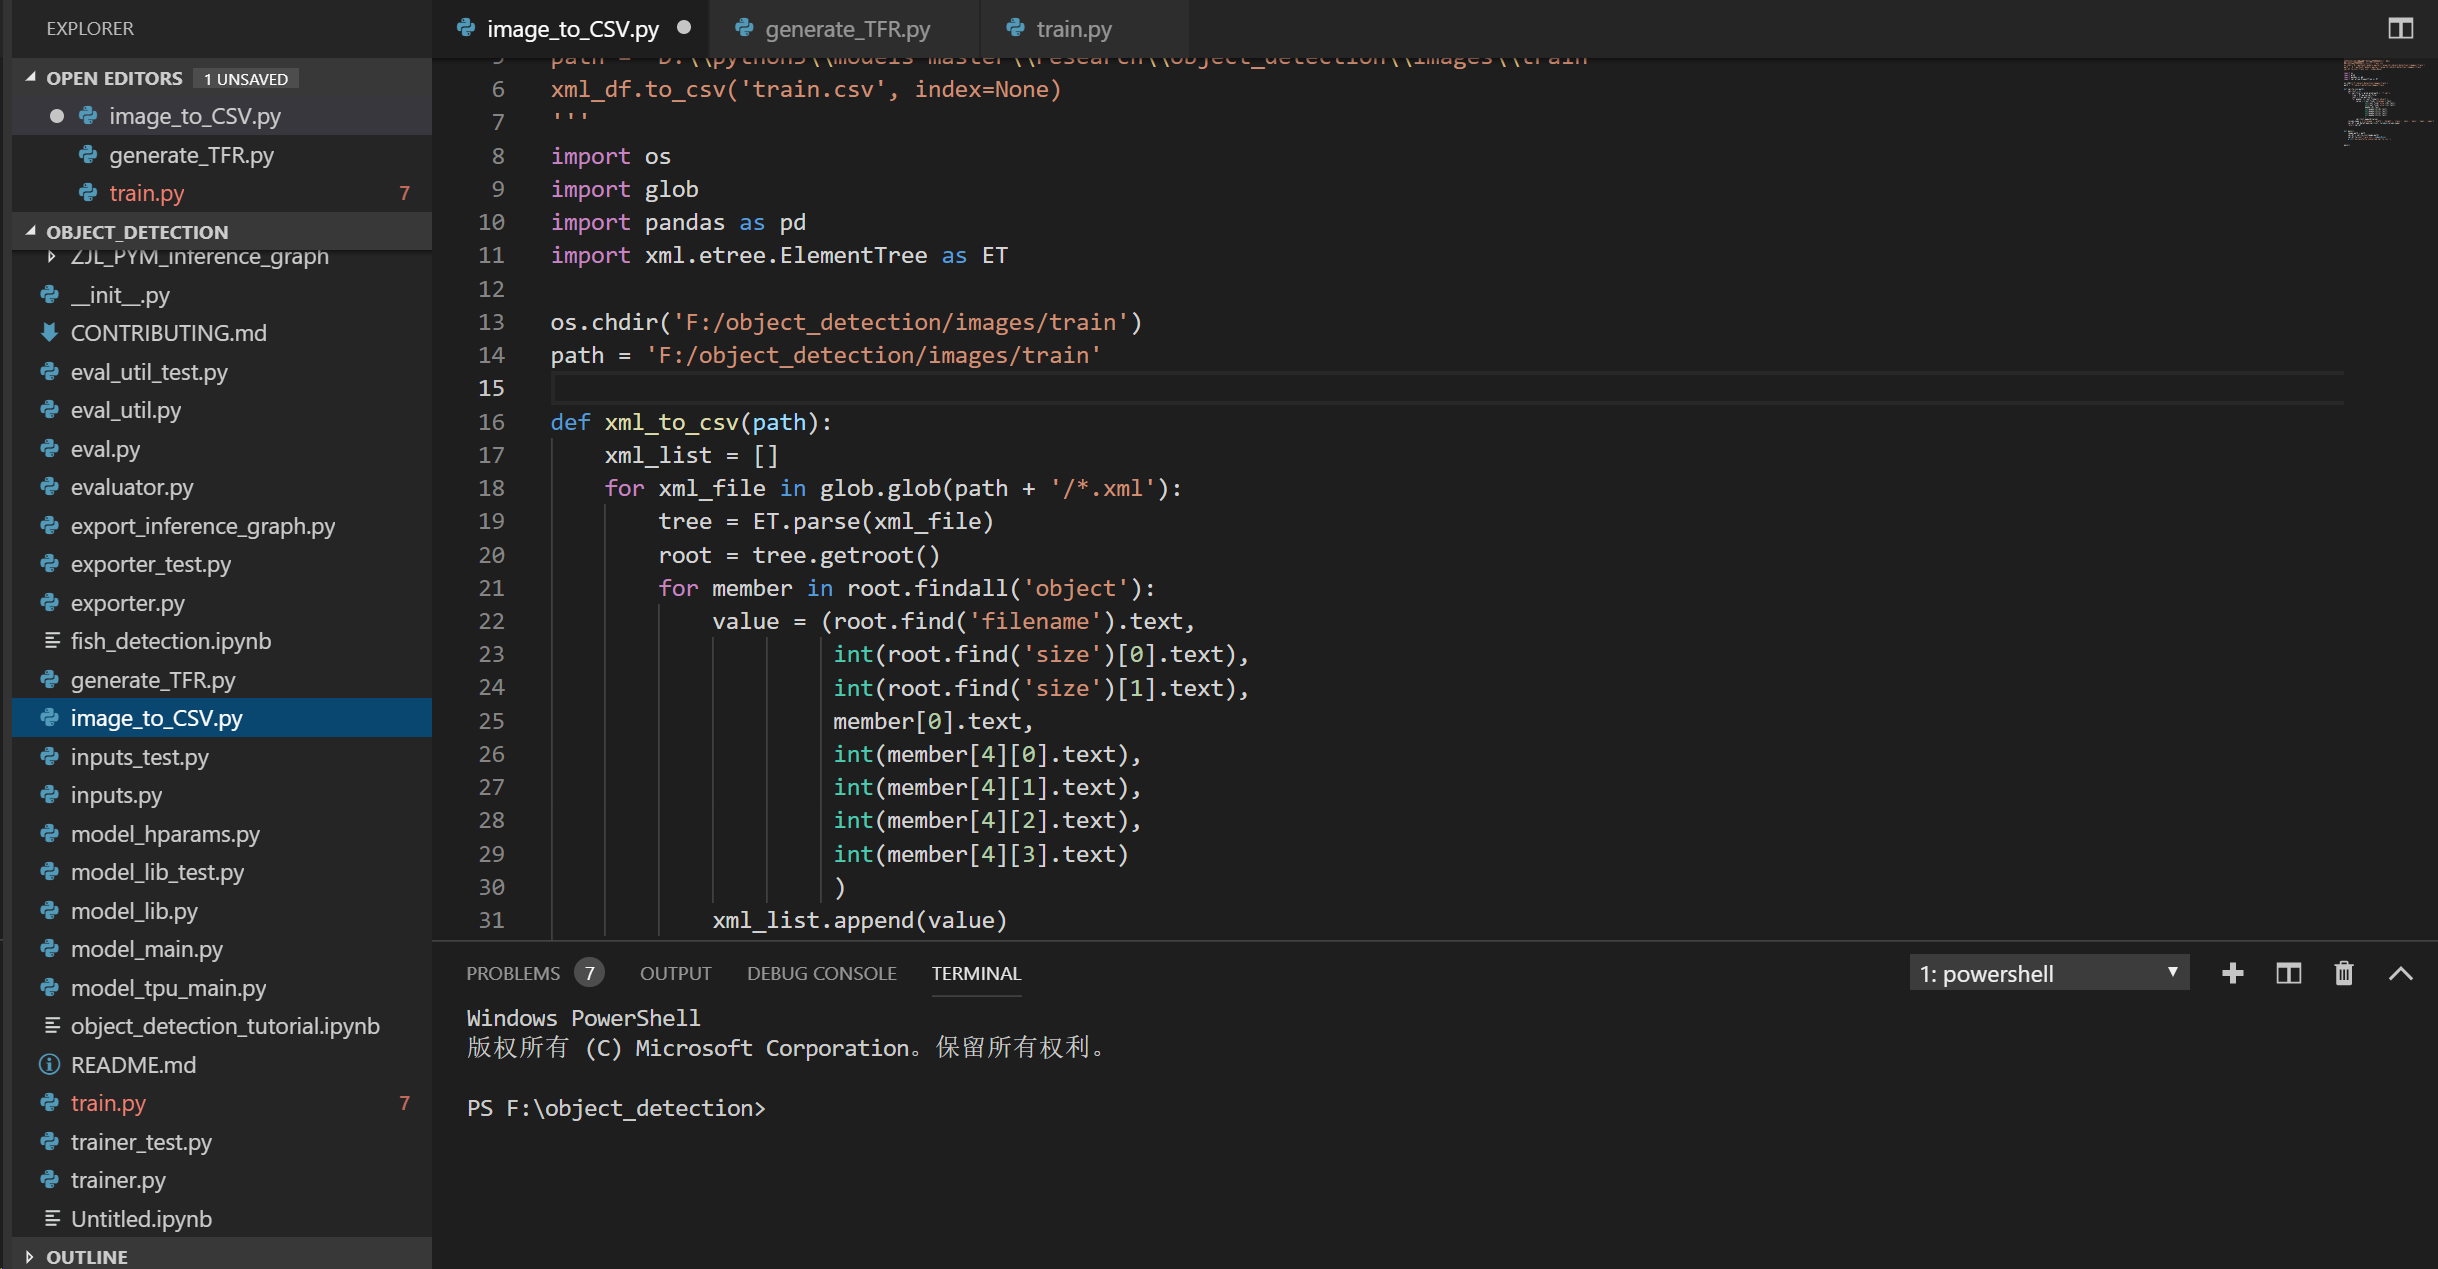 EXPLORER
OPEN EDITORS 1 UNSAVED
image_to_CSV.py
generate_TFR.py
train.py 7
OBJECT_DETECTION
ZJL_PYM_inference_graph
__init__.py
CONTRIBUTING.md
eval_util_test.py
eval_util.py
eval.py
evaluator.py
export_inference_graph.py
exporter_test.py
exporter.py
fish_detection.ipynb
generate_TFR.py
image_to_CSV.py
inputs_test.py
inputs.py
model_hparams.py
model_lib_test.py
model_lib.py
model_main.py
model_tpu_main.py
object_detection_tutorial.ipynb
README.md
train.py 7
trainer_test.py
trainer.py
Untitled.ipynb
OUTLINE
image_to_CSV.py generate_TFR.py train.py
6 xml_df.to_csv('train.csv', index=None)
7 '''
8 import os
9 import glob
10 import pandas as pd
11 import xml.etree.ElementTree as ET
12
13 os.chdir('F:/object_detection/images/train')
14 path = 'F:/object_detection/images/train'
15
16 def xml_to_csv(path):
17 xml_list = []
18 for xml_file in glob.glob(path + '/*.xml'):
19 tree = ET.parse(xml_file)
20 root = tree.getroot()
21 for member in root.findall('object'):
22 value = (root.find('filename').text,
23 int(root.find('size')[0].text),
24 int(root.find('size')[1].text),
25 member[0].text,
26 int(member[4][0].text),
27 int(member[4][1].text),
28 int(member[4][2].text),
29 int(member[4][3].text)
30 )
31 xml_list.append(value)
PROBLEMS 7 OUTPUT DEBUG CONSOLE TERMINAL 1: powershell
Windows PowerShell
版权所有 (C) Microsoft Corporation。保留所有权利。
PS F:\object_detection>